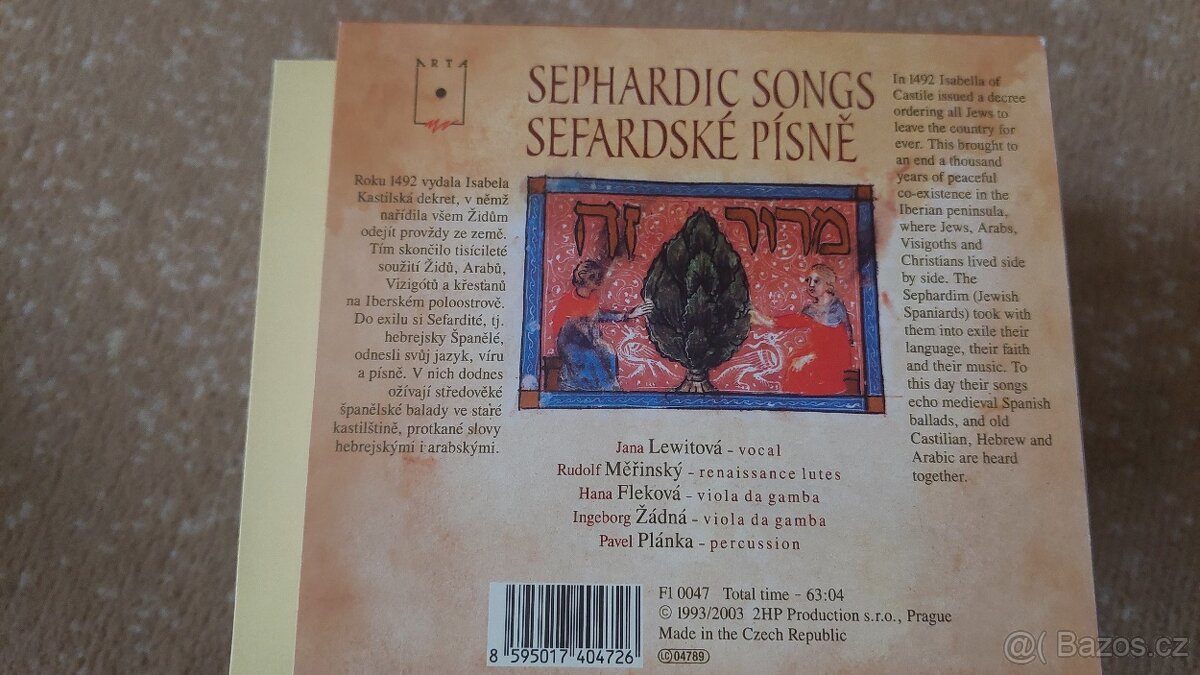 ARTA
SEPHARDIC SONGS
SEFARDSKÉ PÍSNĚ
Roku 1492 vydala Isabela
Kastilská dekret, v němž
nařídila všem Židům
odejít provždy ze země.
Tím skončilo tisícileté
soužití Židů, Arabů,
Vizigótů a křesťanů
na Iberském poloostrově.
Do exilu si Sefardité, tj.
hebrejsky Španělé,
odnesli svůj jazyk, víru
a písně. V nich dodnes
ožívají středověké
španělské balady ve staré
kastilštině, protkané slovy
hebrejskými i arabskými.
מרור זה
Jana Lewitová - vocal
Rudolf Měřinský - renaissance lutes
Hana Fleková - viola da gamba
Ingeborg Žádná - viola da gamba
Pavel Plánka - percussion
In 1492 Isabella of
Castile issued a decree
ordering all Jews to
leave the country for
ever. This brought to
an end a thousand
years of peaceful
co-existence in the
Iberian peninsula,
where Jews, Arabs,
Visigoths and
Christians lived side
by side. The
Sephardim (Jewish
Spaniards) took with
them into exile their
language, their faith
and their music. To
this day their songs
echo medieval Spanish
ballads, and old
Castilian, Hebrew and
Arabic are heard
together.
8 595017 404726
F1 0047 Total time - 63:04
© 1993/2003 2HP Production s.r.o., Prague
Made in the Czech Republic
LC 04789
@( Bazos.cz